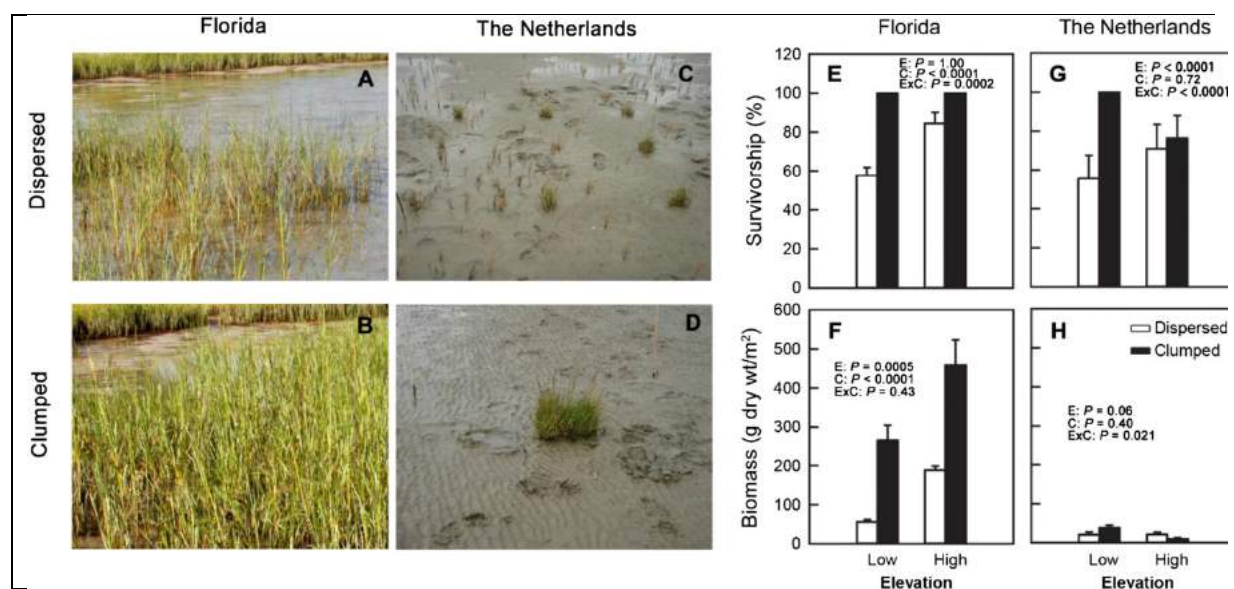 Florida
The Netherlands
Florida
The Netherlands
Dispersed
Clumped
A
B
C
D
Survivorship (%)
120
100
80
60
40
20
0
E
E: P = 1.00
C: P < 0.0001
ExC: P = 0.0002
G
E: P < 0.0001
C: P = 0.72
ExC: P < 0.0001
Biomass (g dry wt/m²)
600
500
400
300
200
100
0
F
E: P = 0.0005
C: P < 0.0001
ExC: P = 0.43
H
Dispersed
Clumped
E: P = 0.06
C: P = 0.40
ExC: P = 0.021
Low High
Elevation
Low High
Elevation